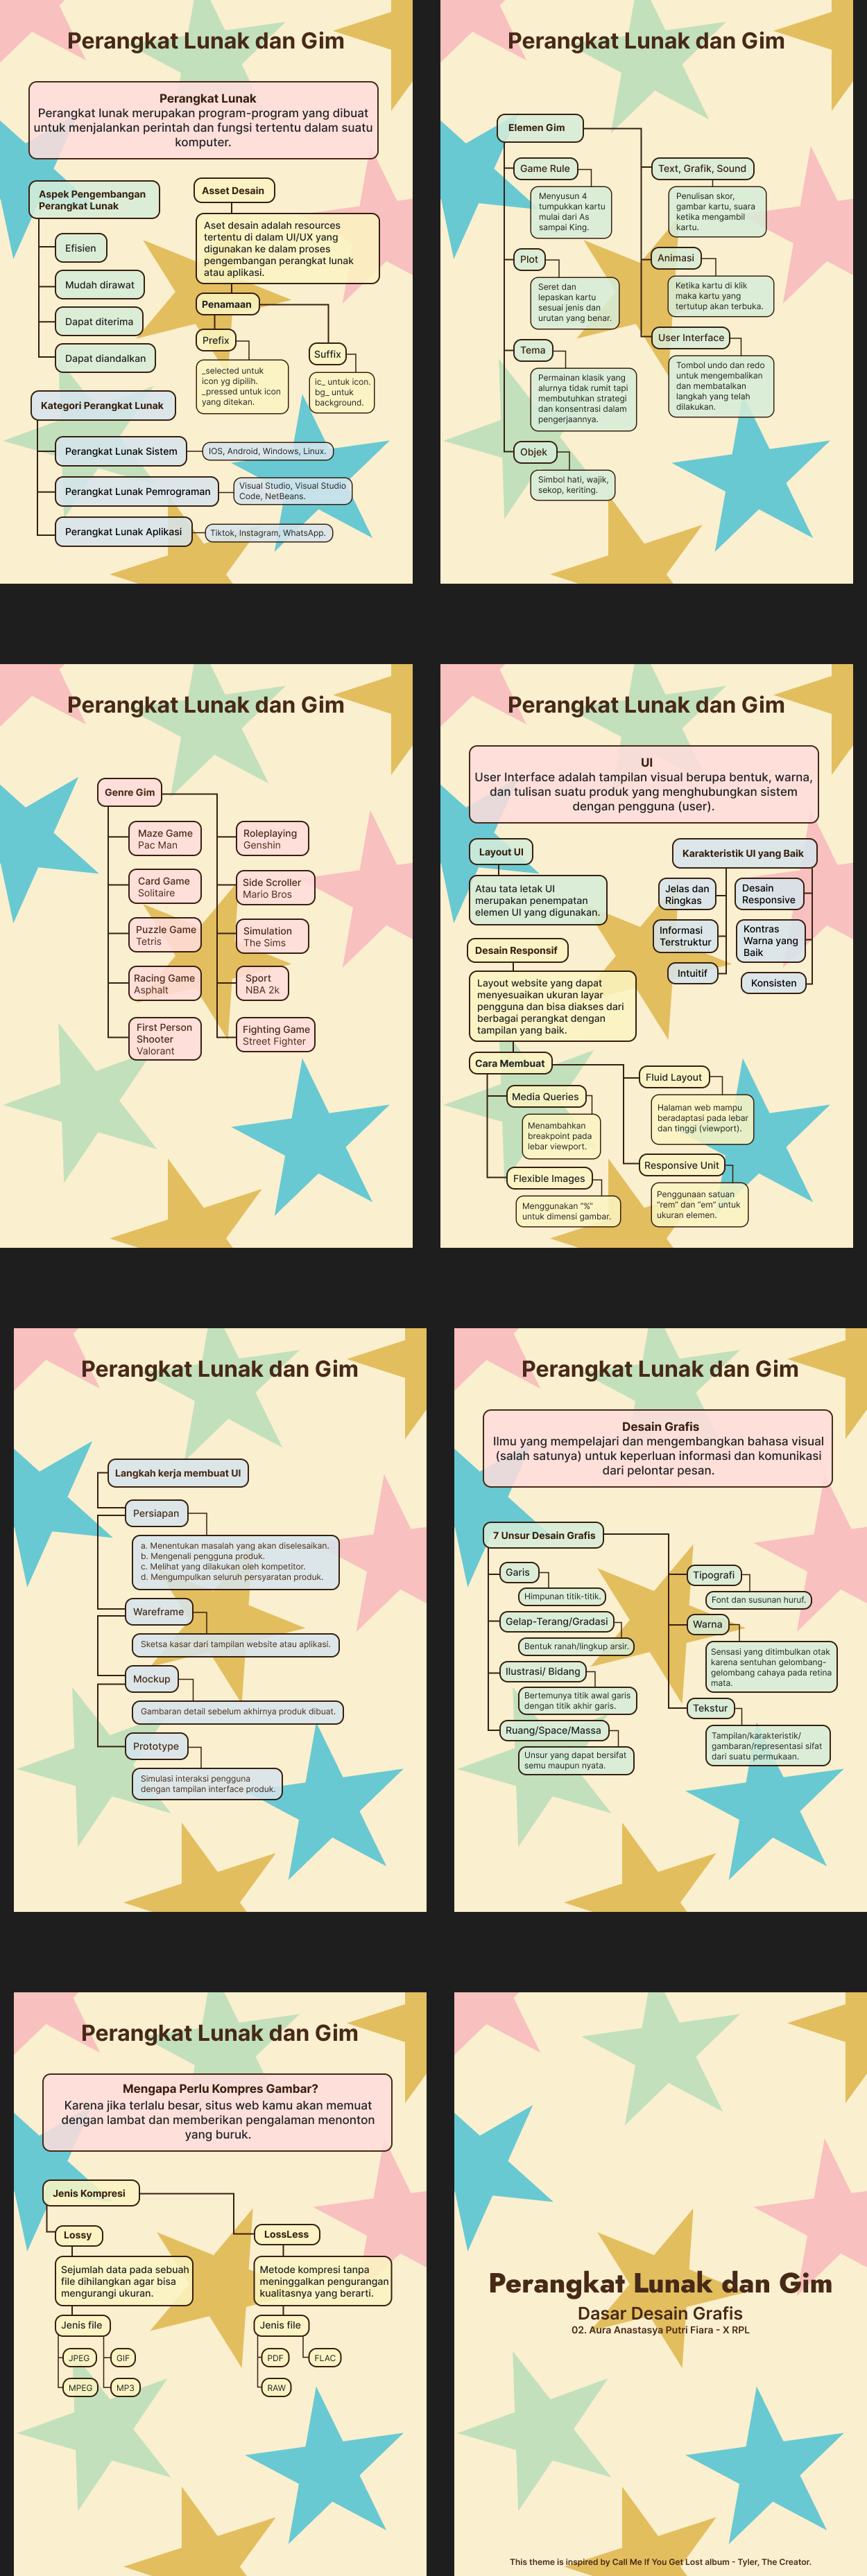 Perangkat Lunak dan Gim
Perangkat Lunak
Perangkat lunak merupakan program-program yang dibuat
untuk menjalankan perintah dan fungsi tertentu dalam suatu
komputer.
Aspek Pengembangan
Perangkat Lunak
Efisien
Mudah dirawat
Dapat diterima
Dapat diandalkan
Asset Desain
Aset desain adalah resources
tertentu di dalam UI/UX yang
digunakan ke dalam proses
pengembangan perangkat lunak
atau aplikasi.
Penamaan
Prefix
_selected untuk
icon yg dipilih.
_pressed untuk icon
yang ditekan.
Suffix
ic_ untuk icon.
bg_ untuk
background.
Kategori Perangkat Lunak
Perangkat Lunak Sistem
IOS, Android, Windows, Linux.
Perangkat Lunak Pemrograman
Visual Studio, Visual Studio
Code, NetBeans.
Perangkat Lunak Aplikasi
Tiktok, Instagram, WhatsApp.
Perangkat Lunak dan Gim
Elemen Gim
Game Rule
Menyusun 4
tumpukkan kartu
mulai dari As
sampai King.
Plot
Seret dan
lepaskan kartu
sesuai jenis dan
urutan yang benar.
Tema
Permainan klasik yang
alurnya tidak rumit tapi
membutuhkan strategi
dan konsentrasi dalam
pengerjaannya.
Objek
Simbol hati, wajik,
sekop, keriting.
Text, Grafik, Sound
Penulisan skor,
gambar kartu, suara
ketika mengambil
kartu.
Animasi
Ketika kartu di klik
maka kartu yang
tertutup akan terbuka.
User Interface
Tombol undo dan redo
untuk mengembalikan
dan membatalkan
langkah yang telah
dilakukan.
Perangkat Lunak dan Gim
Genre Gim
Maze Game
Pac Man
Card Game
Solitaire
Puzzle Game
Tetris
Racing Game
Asphalt
First Person
Shooter
Valorant
Roleplaying
Genshin
Side Scroller
Mario Bros
Simulation
The Sims
Sport
NBA 2k
Fighting Game
Street Fighter
Perangkat Lunak dan Gim
UI
User Interface adalah tampilan visual berupa bentuk, warna,
dan tulisan suatu produk yang menghubungkan sistem
dengan pengguna (user).
Layout UI
Atau tata letak UI
merupakan penempatan
elemen UI yang digunakan.
Karakteristik UI yang Baik
Jelas dan
Ringkas
Informasi
Terstruktur
Intuitif
Desain
Responsive
Kontras
Warna yang
Baik
Konsisten
Desain Responsif
Layout website yang dapat
menyesuaikan ukuran layar
pengguna dan bisa diakses dari
berbagai perangkat dengan
tampilan yang baik.
Cara Membuat
Media Queries
Menambahkan
breakpoint pada
lebar viewport.
Flexible Images
Menggunakan "%"
untuk dimensi gambar.
Fluid Layout
Halaman web mampu
beradaptasi pada lebar
dan tinggi (viewport).
Responsive Unit
Penggunaan satuan
"rem" dan "em" untuk
ukuran elemen.
Perangkat Lunak dan Gim
Langkah kerja membuat UI
Persiapan
a. Menentukan masalah yang akan diselesaikan.
b. Mengenali pengguna produk.
c. Melihat yang dilakukan oleh kompetitor.
d. Mengumpulkan seluruh persyaratan produk.
Wareframe
Sketsa kasar dari tampilan website atau aplikasi.
Mockup
Gambaran detail sebelum akhirnya produk dibuat.
Prototype
Simulasi interaksi pengguna
dengan tampilan interface produk.
Perangkat Lunak dan Gim
Desain Grafis
Ilmu yang mempelajari dan mengembangkan bahasa visual
(salah satunya) untuk keperluan informasi dan komunikasi
dari pelontar pesan.
7 Unsur Desain Grafis
Garis
Himpunan titik-titik.
Gelap-Terang/Gradasi
Bentuk ranah/lingkup arsir.
Ilustrasi/ Bidang
Bertemunya titik awal garis
dengan titik akhir garis.
Ruang/Space/Massa
Unsur yang dapat bersifat
semu maupun nyata.
Tipografi
Font dan susunan huruf.
Warna
Sensasi yang ditimbulkan otak
karena sentuhan gelombang-
gelombang cahaya pada retina
mata.
Tekstur
Tampilan/karakteristik/
gambaran/representasi sifat
dari suatu permukaan.
Perangkat Lunak dan Gim
Mengapa Perlu Kompres Gambar?
Karena jika terlalu besar, situs web kamu akan memuat
dengan lambat dan memberikan pengalaman menonton
yang buruk.
Jenis Kompresi
Lossy
Sejumlah data pada sebuah
file dihilangkan agar bisa
mengurangi ukuran.
Jenis file
JPEG
GIF
MPEG
MP3
LossLess
Metode kompresi tanpa
meninggalkan pengurangan
kualitasnya yang berarti.
Jenis file
PDF
FLAC
RAW
Perangkat Lunak dan Gim
Dasar Desain Grafis
02. Aura Anastasya Putri Fiara - X RPL
This theme is inspired by Call Me If You Get Lost album - Tyler, The Creator.